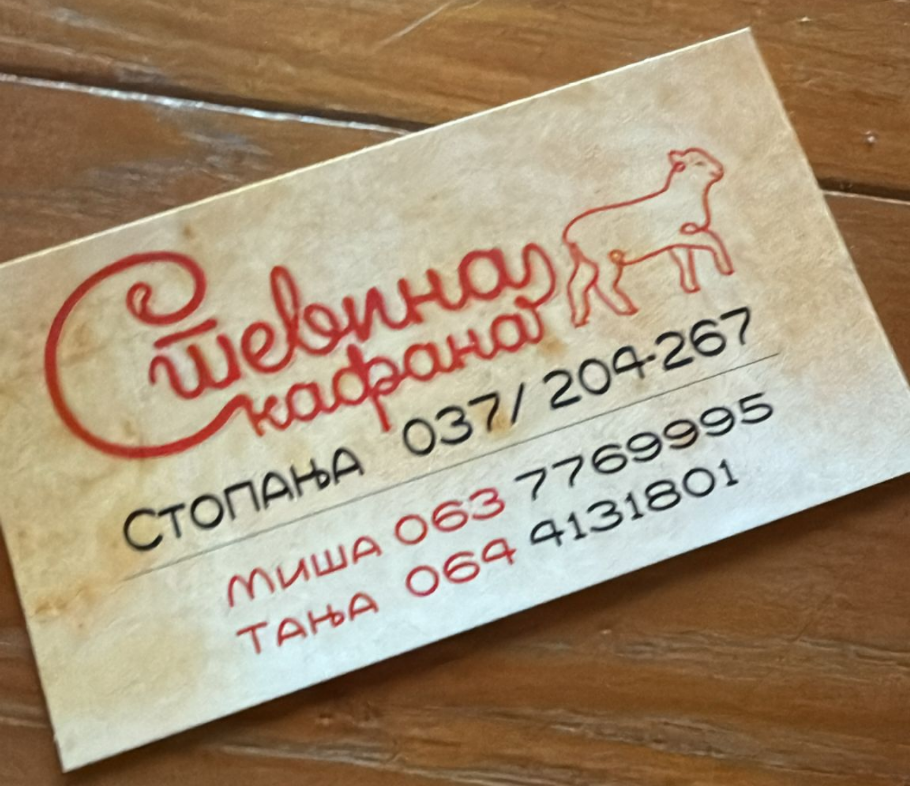 Стевина
кафана
СТОПАЊА 037/ 204-267
МИША 063 7769995
ТАЊА 064 4131801